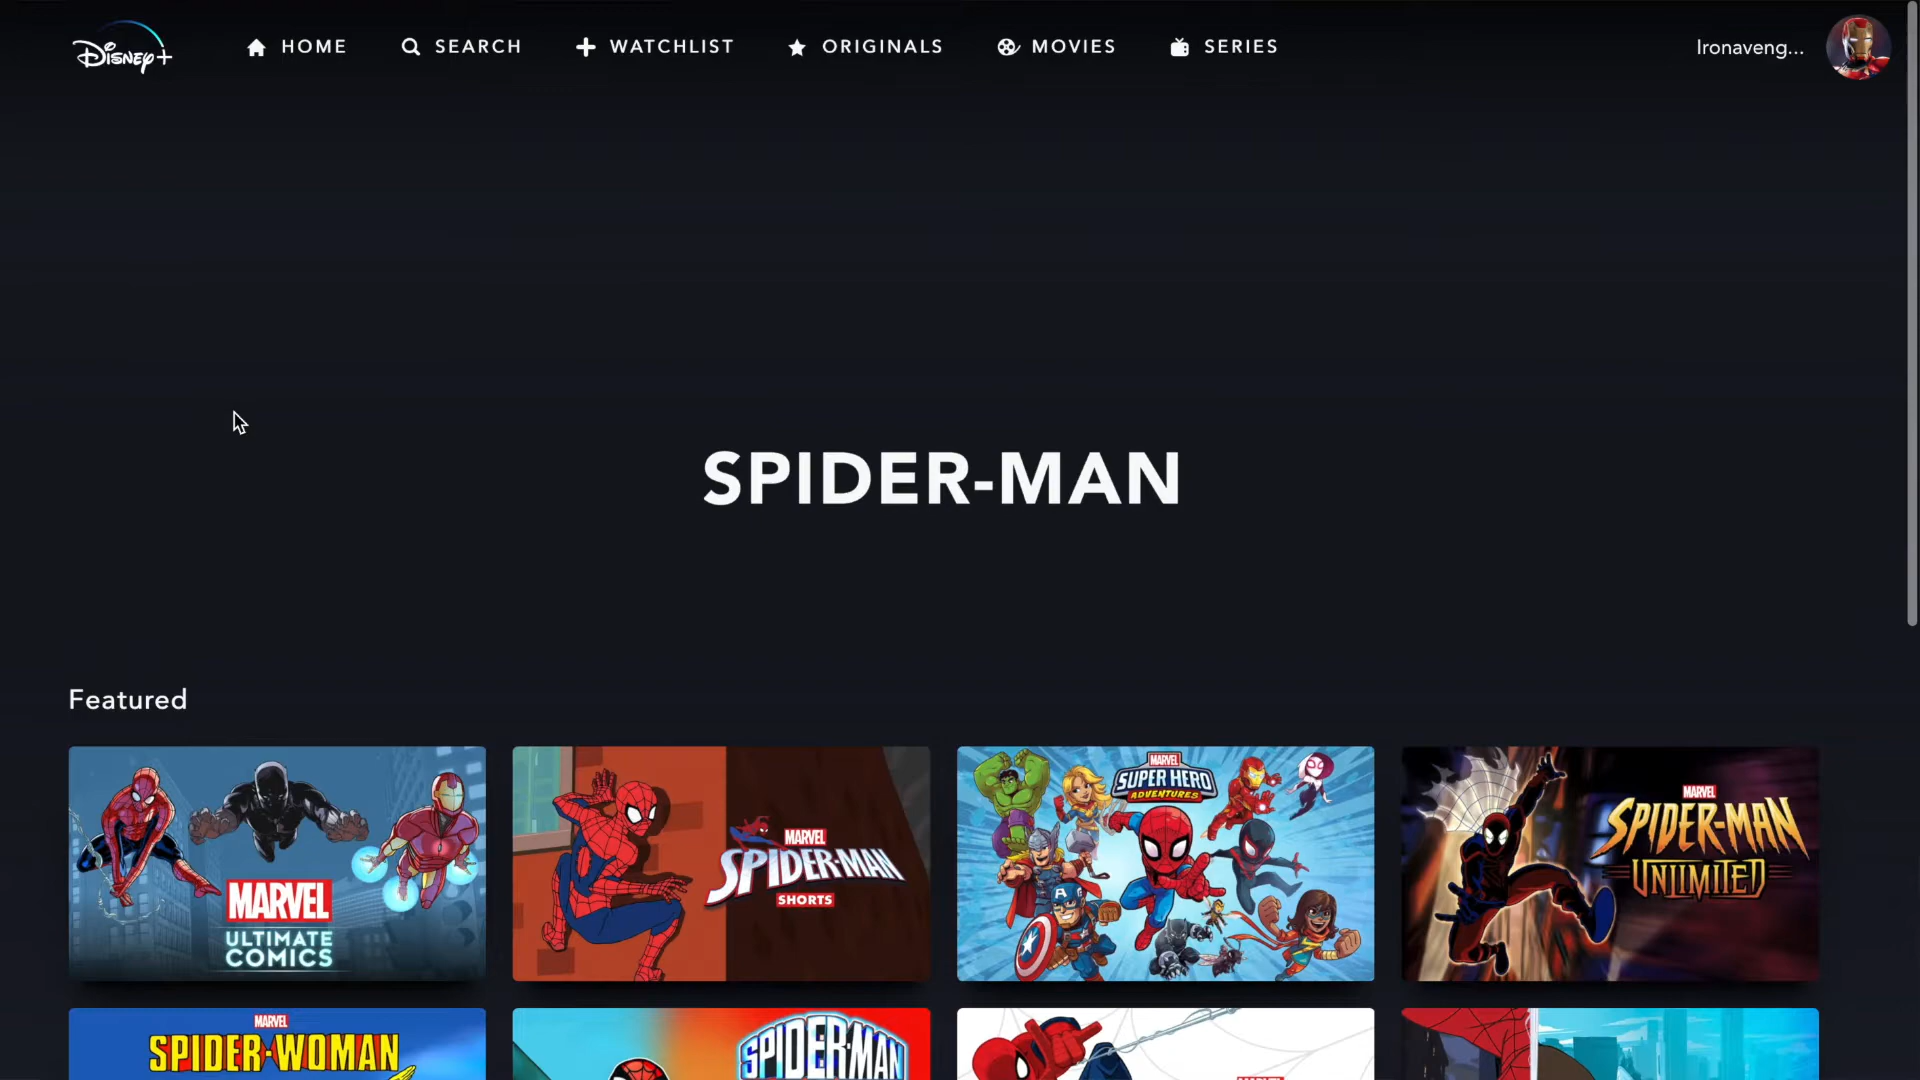 Disney+
HOME
SEARCH
WATCHLIST
ORIGINALS
MOVIES
SERIES
Ironaveng...
SPIDER-MAN
Featured
MARVEL
ULTIMATE
COMICS
MARVEL
SPIDER-MAN
SHORTS
MARVEL
SUPER HERO
ADVENTURES
MARVEL
SPIDER-MAN
UNLIMITED
MARVEL
SPIDER-WOMAN
SPIDER-MAN